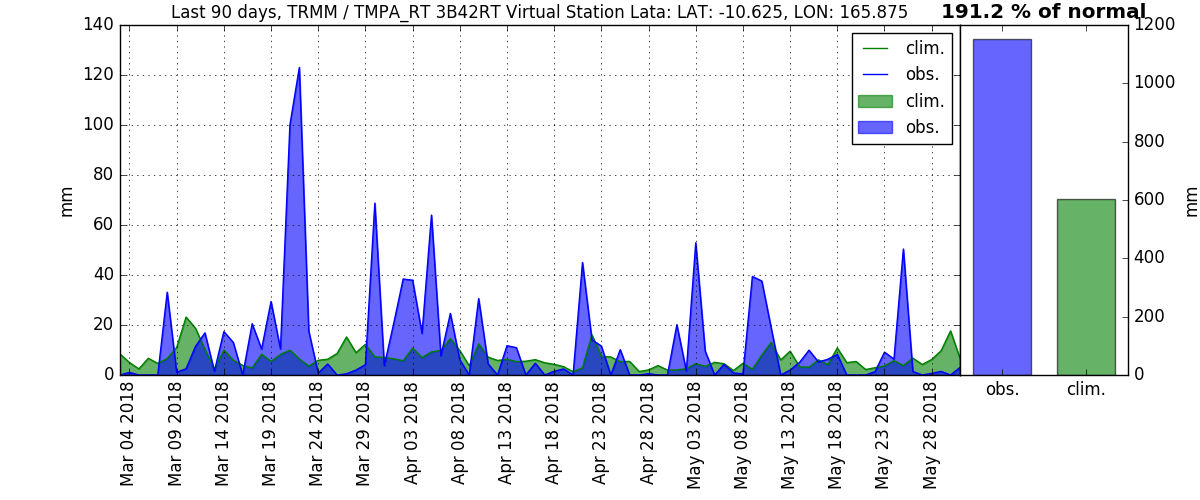 Last 90 days, TRMM / TMPA_RT 3B42RT Virtual Station Lata: LAT: -10.625, LON: 165.875
191.2 % of normal
140
120
100
80
60
40
20
0
mm
clim.
obs.
clim.
obs.
1200
1000
800
600
400
200
0
mm
obs.
clim.
Mar 04 2018
Mar 09 2018
Mar 14 2018
Mar 19 2018
Mar 24 2018
Mar 29 2018
Apr 03 2018
Apr 08 2018
Apr 13 2018
Apr 18 2018
Apr 23 2018
Apr 28 2018
May 03 2018
May 08 2018
May 13 2018
May 18 2018
May 23 2018
May 28 2018